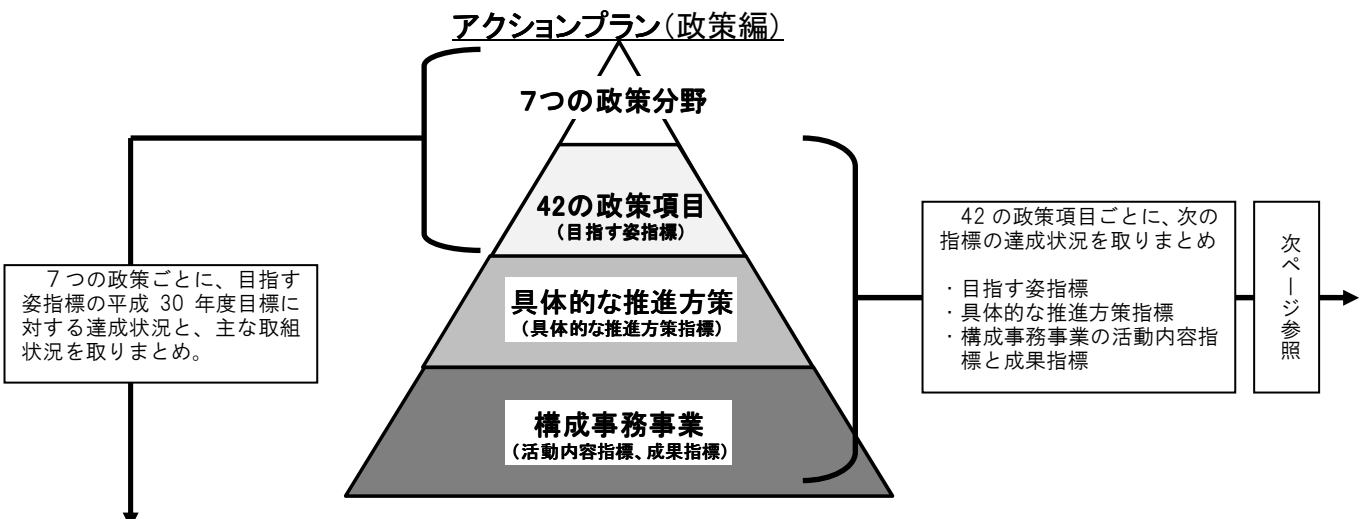 アクションプラン(政策編)
7つの政策分野
42の政策項目
(目指す姿指標)
具体的な推進方策
(具体的な推進方策指標)
構成事務事業
(活動内容指標、成果指標)
7つの政策ごとに、目指す
姿指標の平成 30 年度目標に
対する達成状況と、主な取組
状況を取りまとめ。
42 の政策項目ごとに、次の
指標の達成状況を取りまとめ
・目指す姿指標
・具体的な推進方策指標
・構成事務事業の活動内容指
標と成果指標
次ページ参照